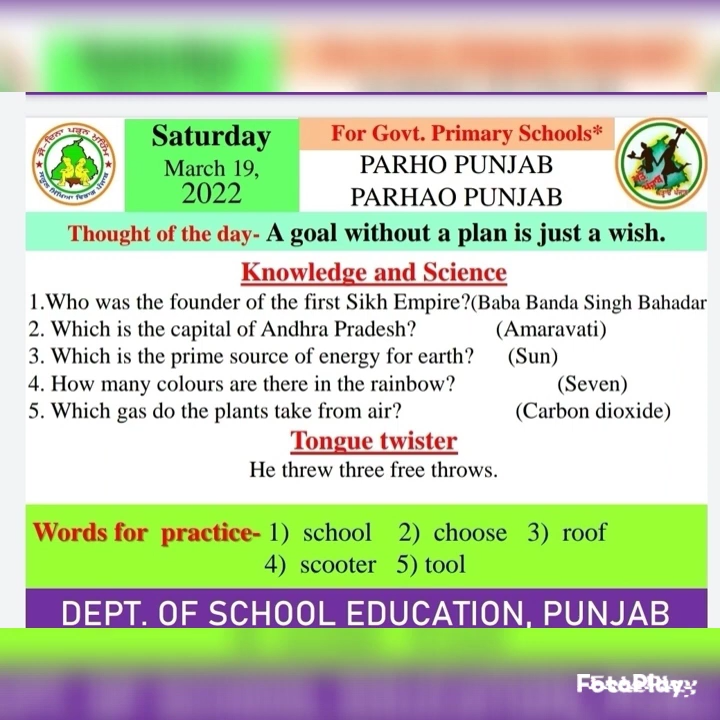 Saturday
March 19,
2022
For Govt. Primary Schools*
PARHO PUNJAB
PARHAO PUNJAB
Thought of the day- A goal without a plan is just a wish.
Knowledge and Science
1.Who was the founder of the first Sikh Empire?(Baba Banda Singh Bahadar
2. Which is the capital of Andhra Pradesh? (Amaravati)
3. Which is the prime source of energy for earth? (Sun)
4. How many colours are there in the rainbow? (Seven)
5. Which gas do the plants take from air? (Carbon dioxide)
Tongue twister
He threw three free throws.
Words for practice- 1) school 2) choose 3) roof
4) scooter 5) tool
DEPT. OF SCHOOL EDUCATION, PUNJAB